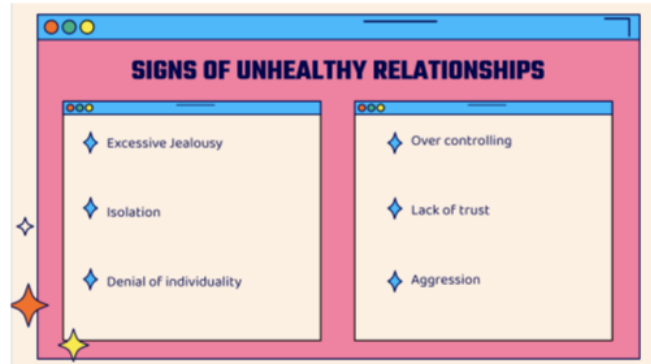 SIGNS OF UNHEALTHY RELATIONSHIPS
Excessive Jealousy
Isolation
Denial of individuality
Over controlling
Lack of trust
Aggression